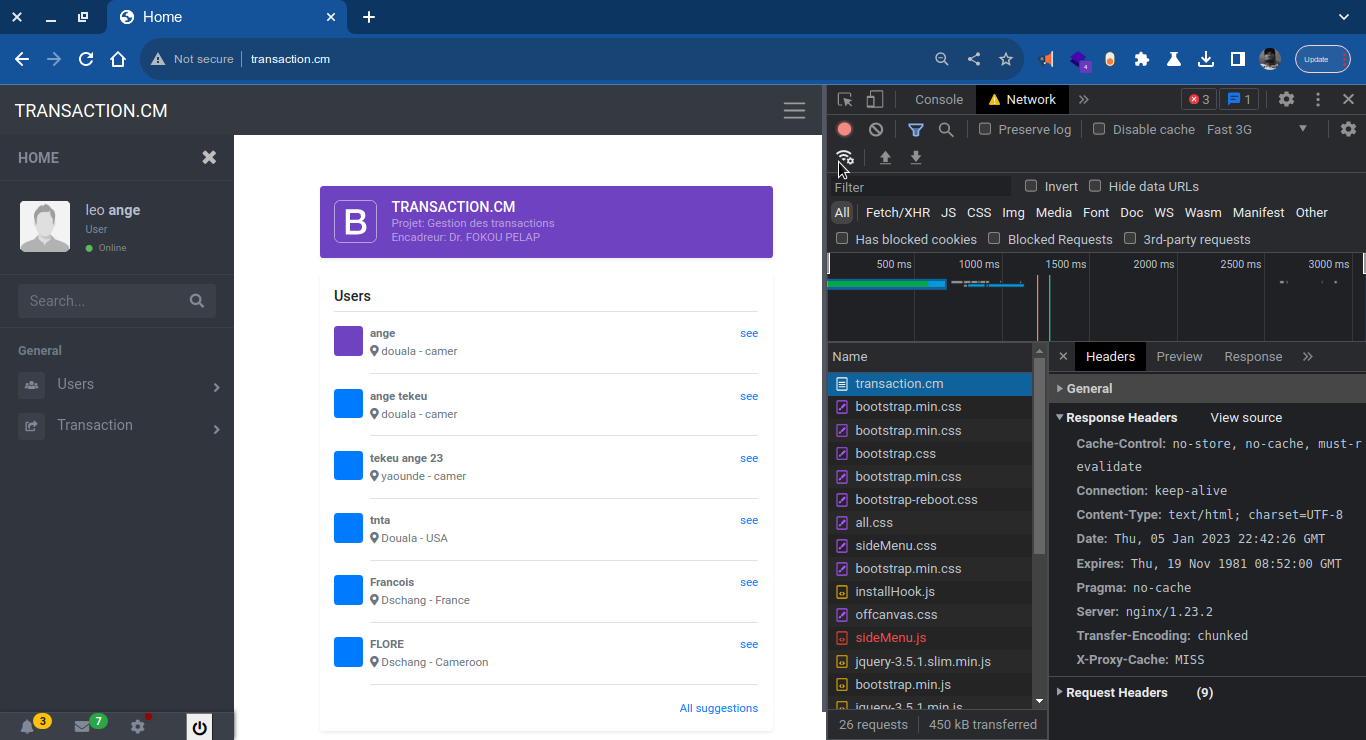 Home
Not secure
transaction.cm
4
Update
TRANSACTION.CM
HOME
leo ange
User
Online
Search...
General
Users
Transaction
3
7
B
TRANSACTION.CM
Projet: Gestion des transactions
Encadreur: Dr. FOKOU PELAP
Users
ange see
douala - camer
ange tekeu see
douala - camer
tekeu ange 23 see
yaounde - camer
tnta see
Douala - USA
Francois see
Dschang - France
FLORE see
Dschang - Cameroon
All suggestions
Console Network 3 1
Preserve log Disable cache Fast 3G
Filter Invert Hide data URLs
All Fetch/XHR JS CSS Img Media Font Doc WS Wasm Manifest Other
Has blocked cookies Blocked Requests 3rd-party requests
500 ms 1000 ms 1500 ms 2000 ms 2500 ms 3000 ms
Name
transaction.cm
bootstrap.min.css
bootstrap.min.css
bootstrap.css
bootstrap.min.css
bootstrap-reboot.css
all.css
sideMenu.css
bootstrap.min.css
installHook.js
offcanvas.css
sideMenu.js
jquery-3.5.1.slim.min.js
bootstrap.min.js
jquery-3.5.1.min.js
26 requests 450 kB transferred
Headers Preview Response
General
Response Headers View source
Cache-Control: no-store, no-cache, must-r
evalidate
Connection: keep-alive
Content-Type: text/html; charset=UTF-8
Date: Thu, 05 Jan 2023 22:42:26 GMT
Expires: Thu, 19 Nov 1981 08:52:00 GMT
Pragma: no-cache
Server: nginx/1.23.2
Transfer-Encoding: chunked
X-Proxy-Cache: MISS
Request Headers (9)